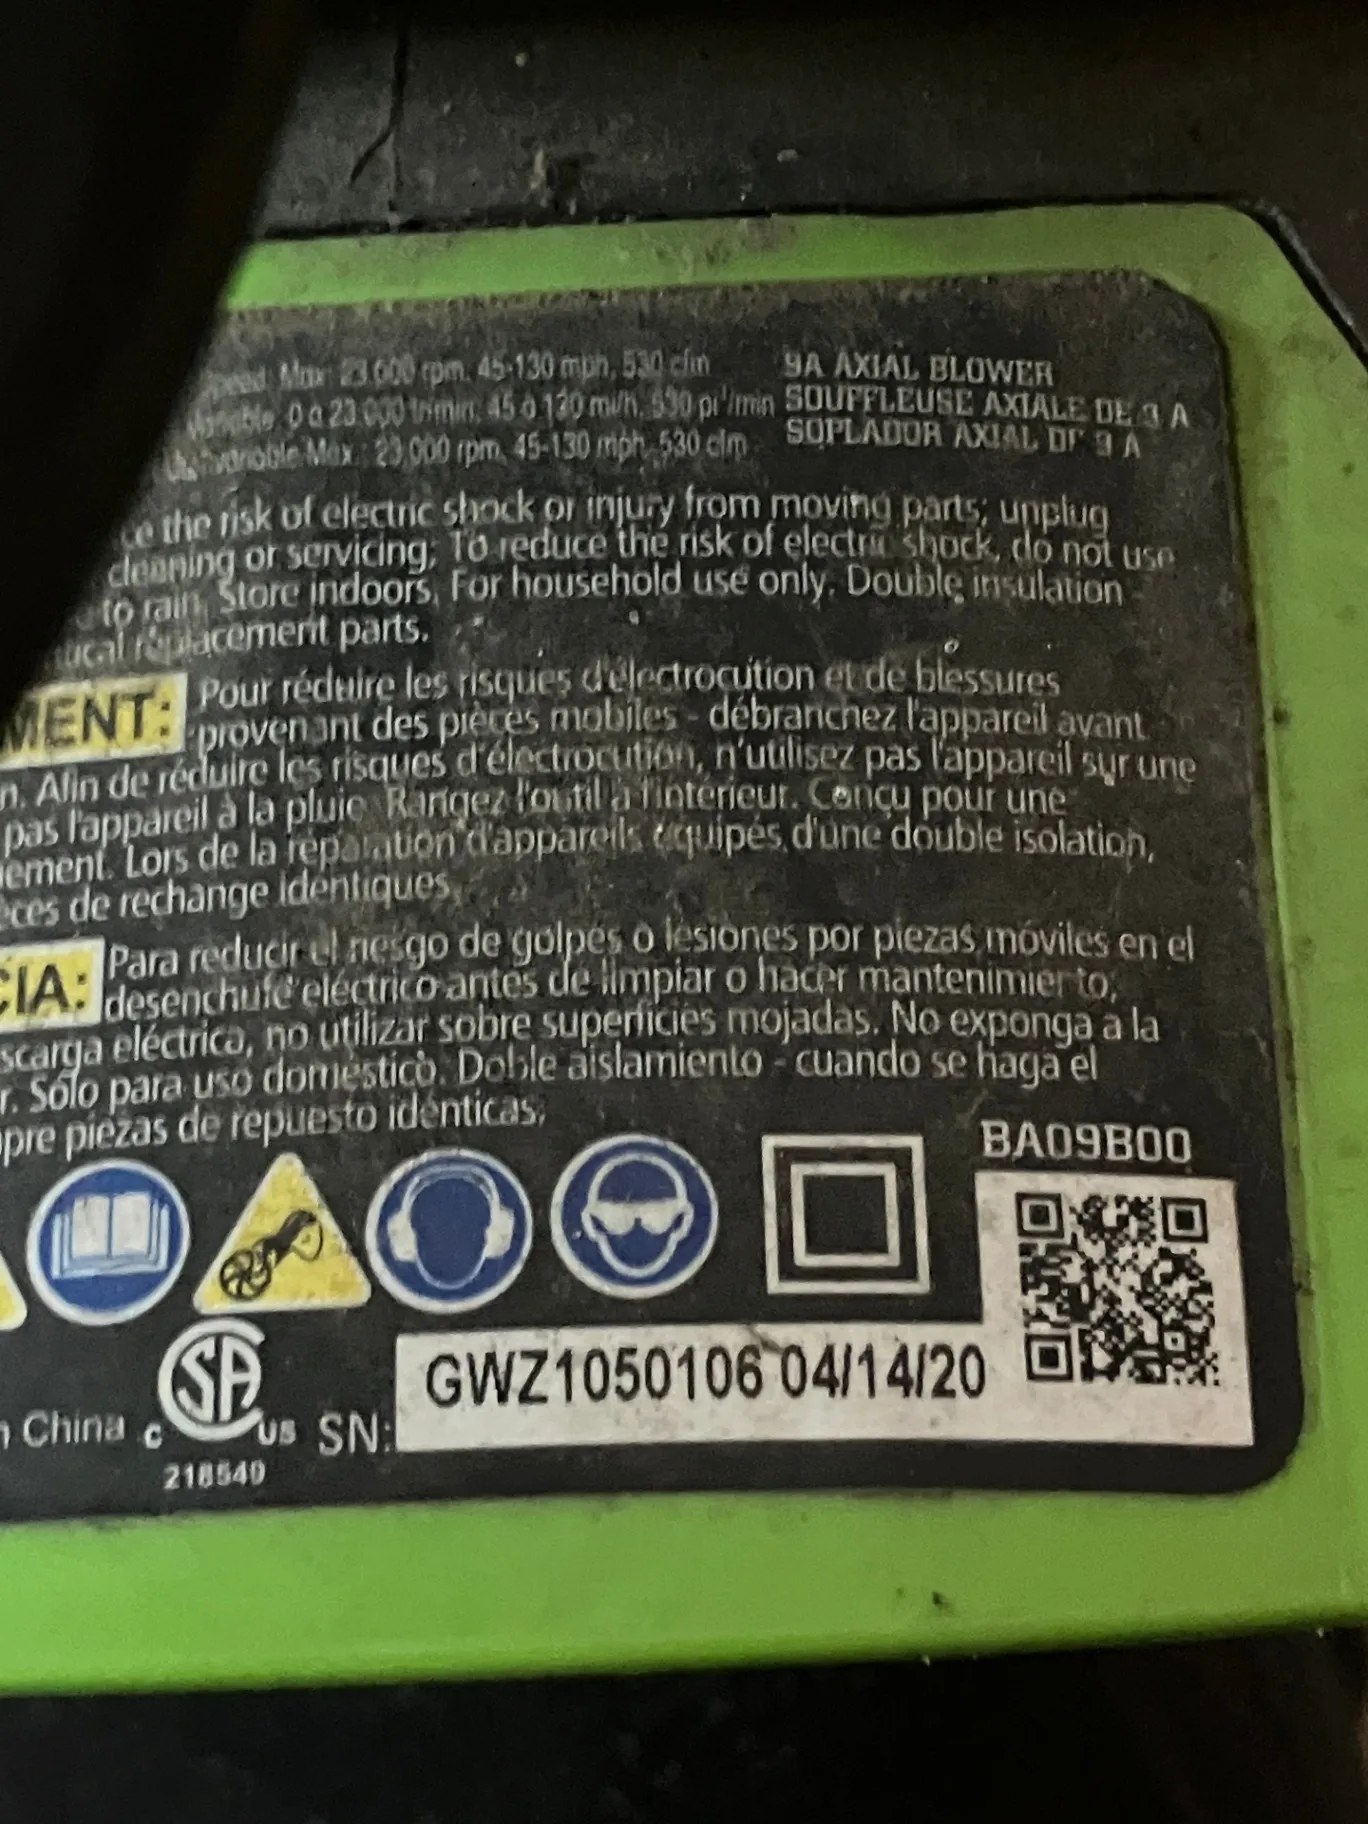 Max: 23,000 rpm, 45-130 mph, 530 cfm
0 à 23 000 tr/min, 45 à 130 mi/h, 530 pi³/min
variable Max.: 23,000 rpm, 45-130 mph, 530 cfm
9A AXIAL BLOWER
SOUFFLEUSE AXIALE DE 9 A
SOPLADOR AXIAL DE 9 A
the risk of electric shock or injury from moving parts; unplug
cleaning or servicing; To reduce the risk of electric shock, do not use
to rain. Store indoors. For household use only. Double insulation -
replacement parts.
MENT: Pour réduire les risques d'électrocution et de blessures
provenant des pièces mobiles - débranchez l'appareil avant
n. Afin de réduire les risques d'électrocution, n'utilisez pas l'appareil sur une
pas l'appareil à la pluie. Rangez l'outil à l'intérieur. Conçu pour une
ement. Lors de la réparation d'appareils équipés d'une double isolation,
èces de rechange identiques.
CIA: Para reducir el riesgo de golpes o lesiones por piezas móviles en el
desenchufe eléctrico antes de limpiar o hacer mantenimiento;
scarga eléctrica, no utilizar sobre superficies mojadas. No exponga a la
r. Sólo para uso doméstico. Doble aislamiento - cuando se haga el
pre piezas de repuesto idénticas.
BA09B00
China
C SA US
218549
SN: GWZ1050106 04/14/20